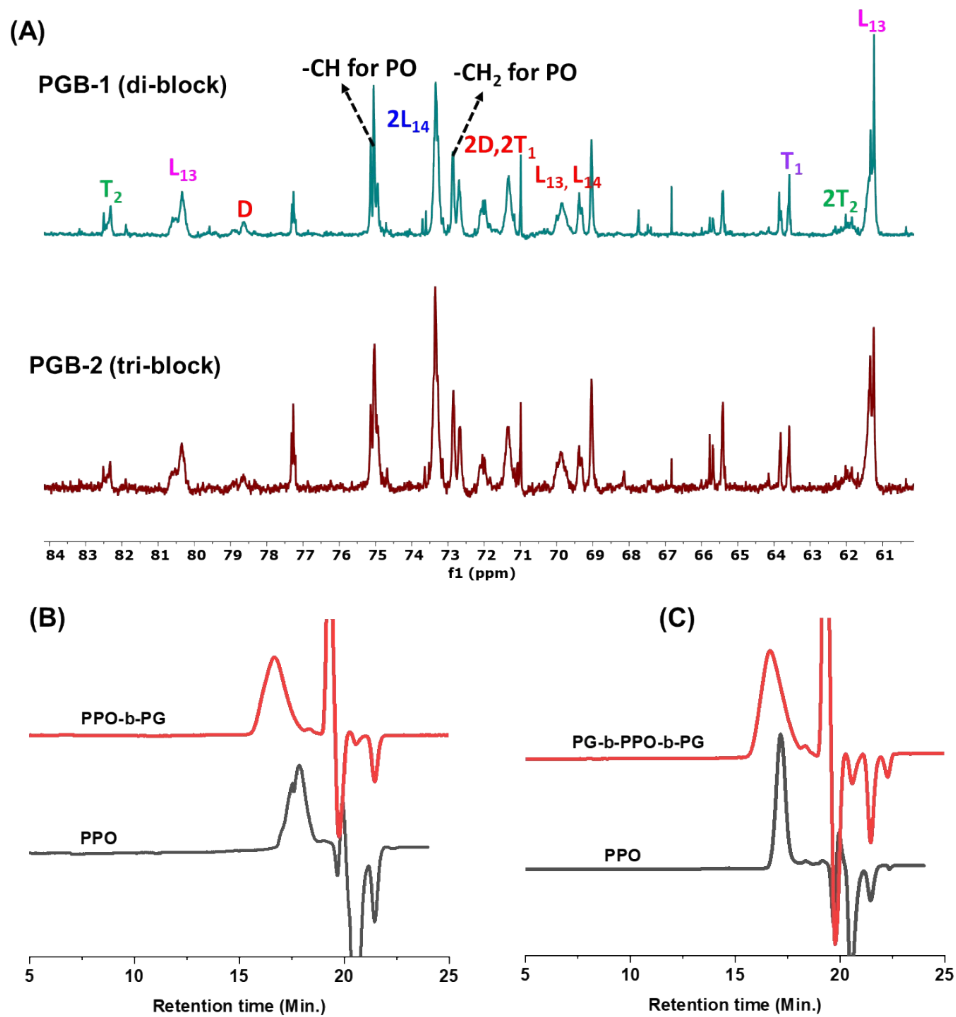 (A)
L13
PGB-1 (di-block)
-CH for PO
-CH2 for PO
2L14
2D,2T1
T2
L13
D
L13, L14
T1
2T2
PGB-2 (tri-block)
84 83 82 81 80 79 78 77 76 75 74 73 72 71 70 69 68 67 66 65 64 63 62 61
f1 (ppm)
(B)
PPO-b-PG
PPO
5 10 15 20 25
Retention time (Min.)
(C)
PG-b-PPO-b-PG
PPO
5 10 15 20 25
Retention time (Min.)